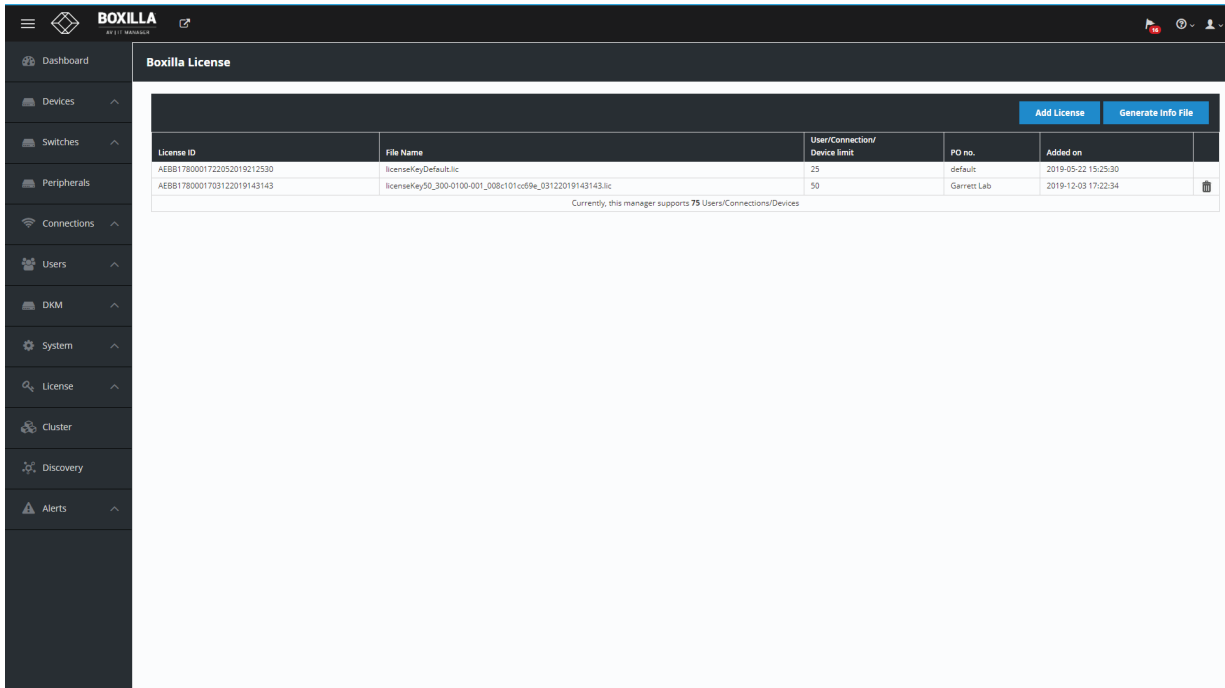 BOXILLA
AV | IT MANAGER
16
Dashboard
Devices
Switches
Peripherals
Connections
Users
DKM
System
License
Cluster
Discovery
Alerts
Boxilla License
Add License
Generate Info File
License ID File Name User/Connection/ Device limit PO no. Added on
AEBB1780001722052019212530 licenseKeyDefault.lic 25 default 2019-05-22 15:25:30
AEBB1780001703122019143143 licenseKey50_300-0100-001_008c101cc69e_03122019143143.lic 50 Garrett Lab 2019-12-03 17:22:34
Currently, this manager supports 75 Users/Connections/Devices